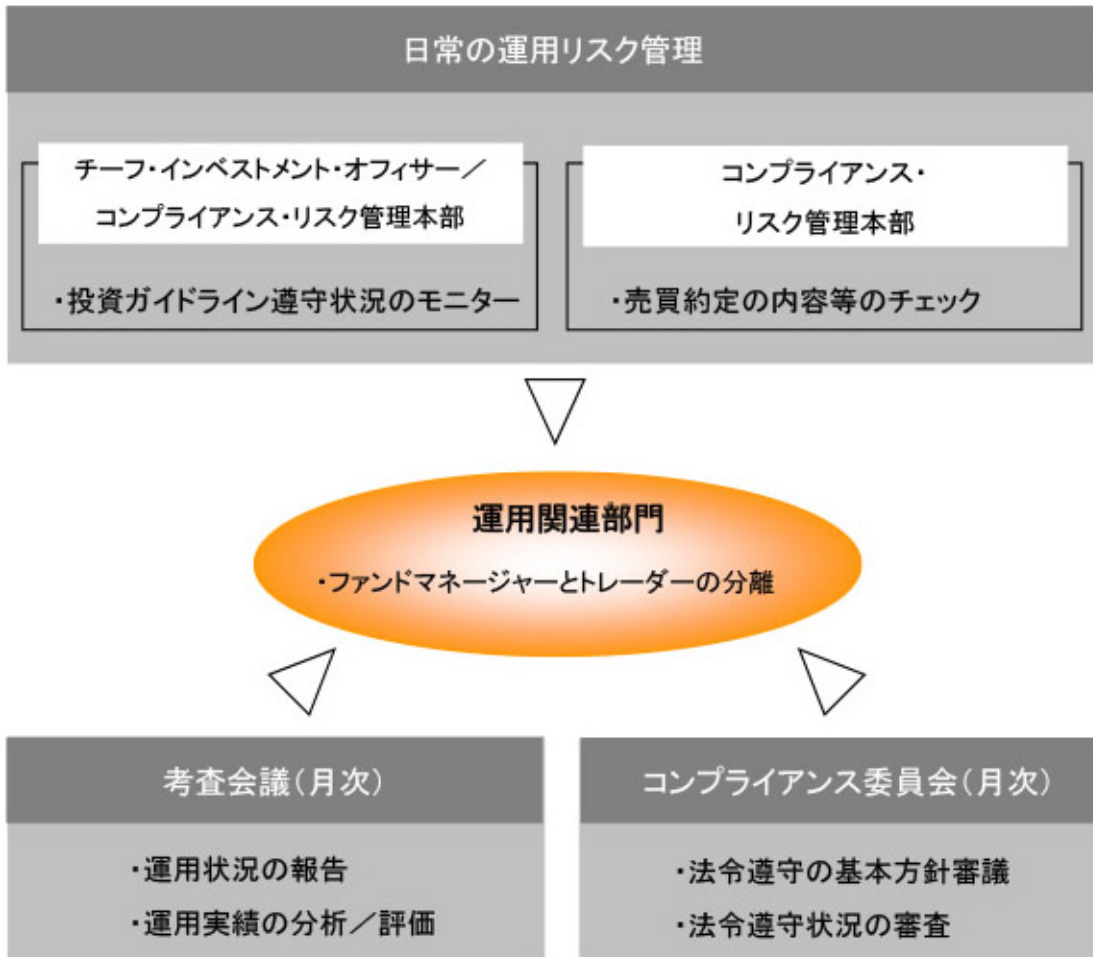 日常の運用リスク管理
チーフ・インベストメント・オフィサー／
コンプライアンス・リスク管理本部
・投資ガイドライン遵守状況のモニター
コンプライアンス・
リスク管理本部
・売買約定の内容等のチェック
運用関連部門
・ファンドマネージャーとトレーダーの分離
考査会議（月次）
・運用状況の報告
・運用実績の分析／評価
コンプライアンス委員会（月次）
・法令遵守の基本方針審議
・法令遵守状況の審査